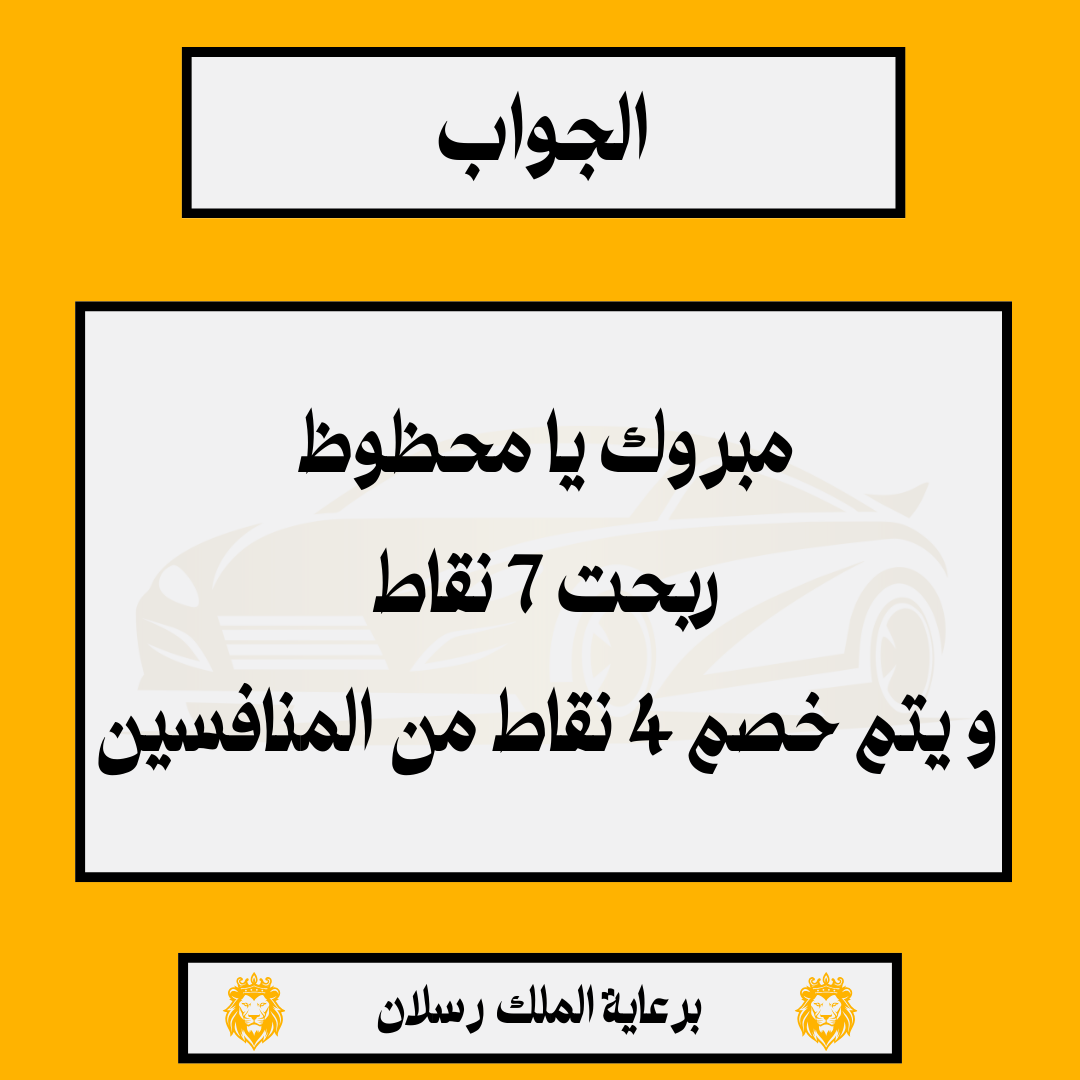 الجواب
مبروك يا محظوظ
ربحت 7 نقاط
و يتم خصم 4 نقاط من المنافسين
برعاية الملك رسلان